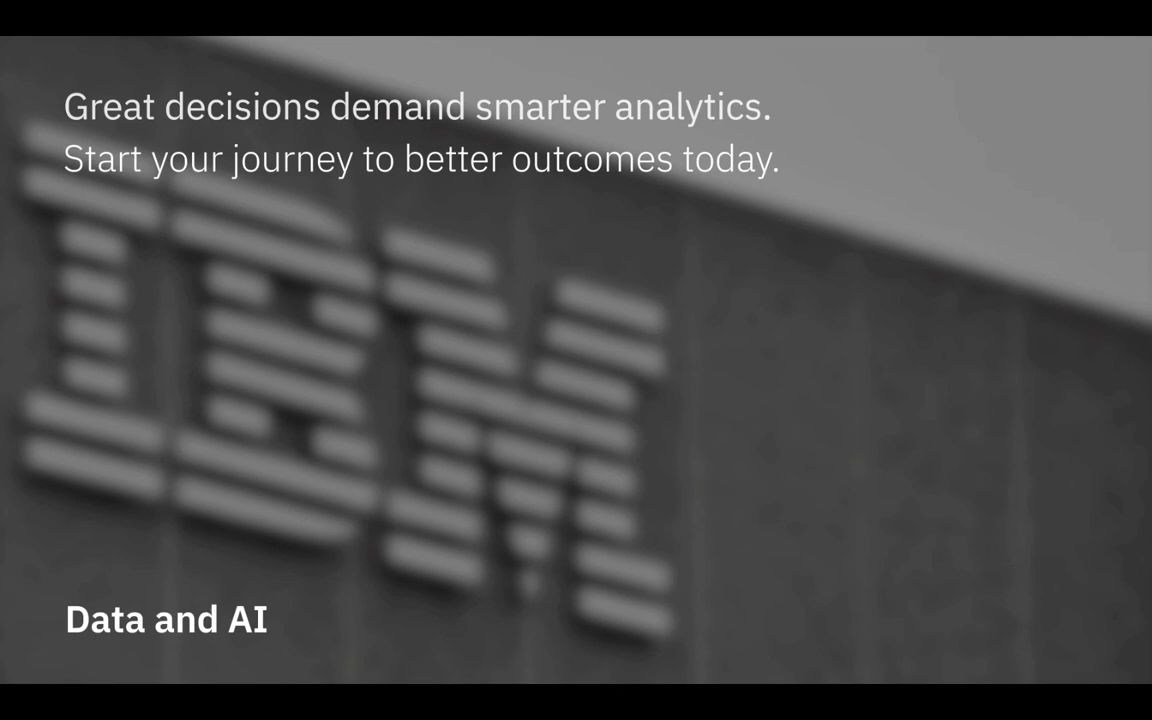 Great decisions demand smarter analytics.
Start your journey to better outcomes today.
IBM
Data and AI